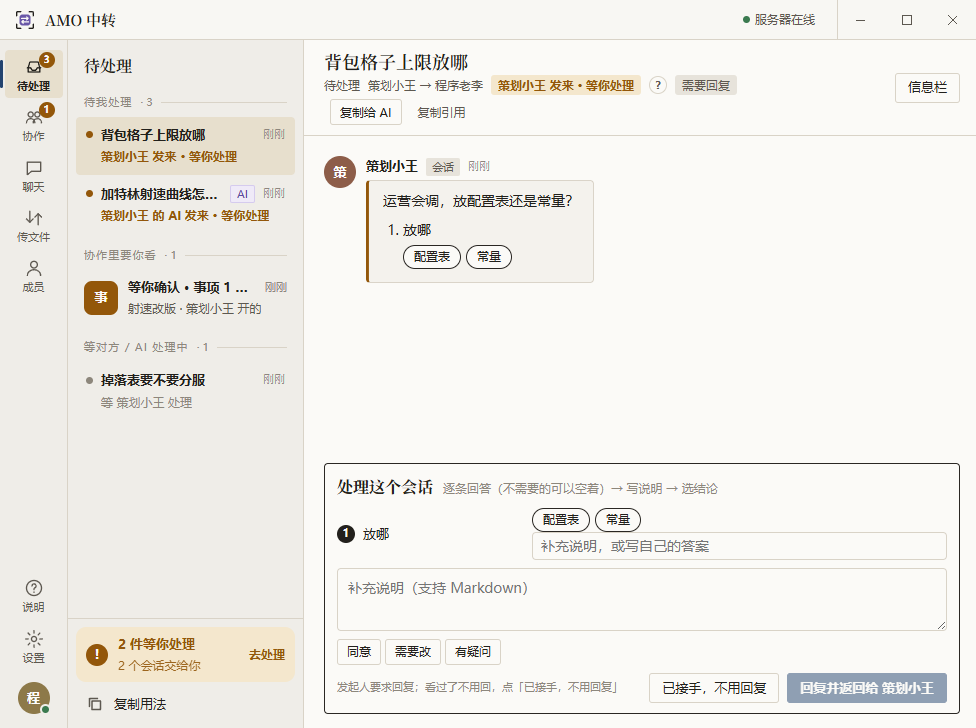 AMO 中转
服务器在线
3
待处理
1
协作
聊天
传文件
成员
说明
设置
程
待处理
待我处理 · 3
背包格子上限放哪 刚刚
策划小王 发来 · 等你处理
加特林射速曲线怎… AI 刚刚
策划小王 的 AI 发来 · 等你处理
协作里要你看 · 1
事
等你确认 · 事项 1 … 刚刚
射速改版 · 策划小王 开的
等对方 / AI 处理中 · 1
掉落表要不要分服 刚刚
等 策划小王 处理
!
2 件等你处理
2 个会话交给你
去处理
复制用法
背包格子上限放哪
待处理 策划小王 → 程序老李 策划小王 发来 · 等你处理 ? 需要回复
复制给 AI 复制引用
信息栏
策
策划小王 会话 刚刚
运营会调，放配置表还是常量？
1. 放哪
配置表 常量
处理这个会话 逐条回答（不需要的可以空着）→ 写说明 → 选结论
1 放哪
配置表 常量
补充说明，或写自己的答案
补充说明（支持 Markdown）
同意 需要改 有疑问
发起人要求回复；看过了不用回，点「已接手，不用回复」
已接手，不用回复
回复并返回给 策划小王